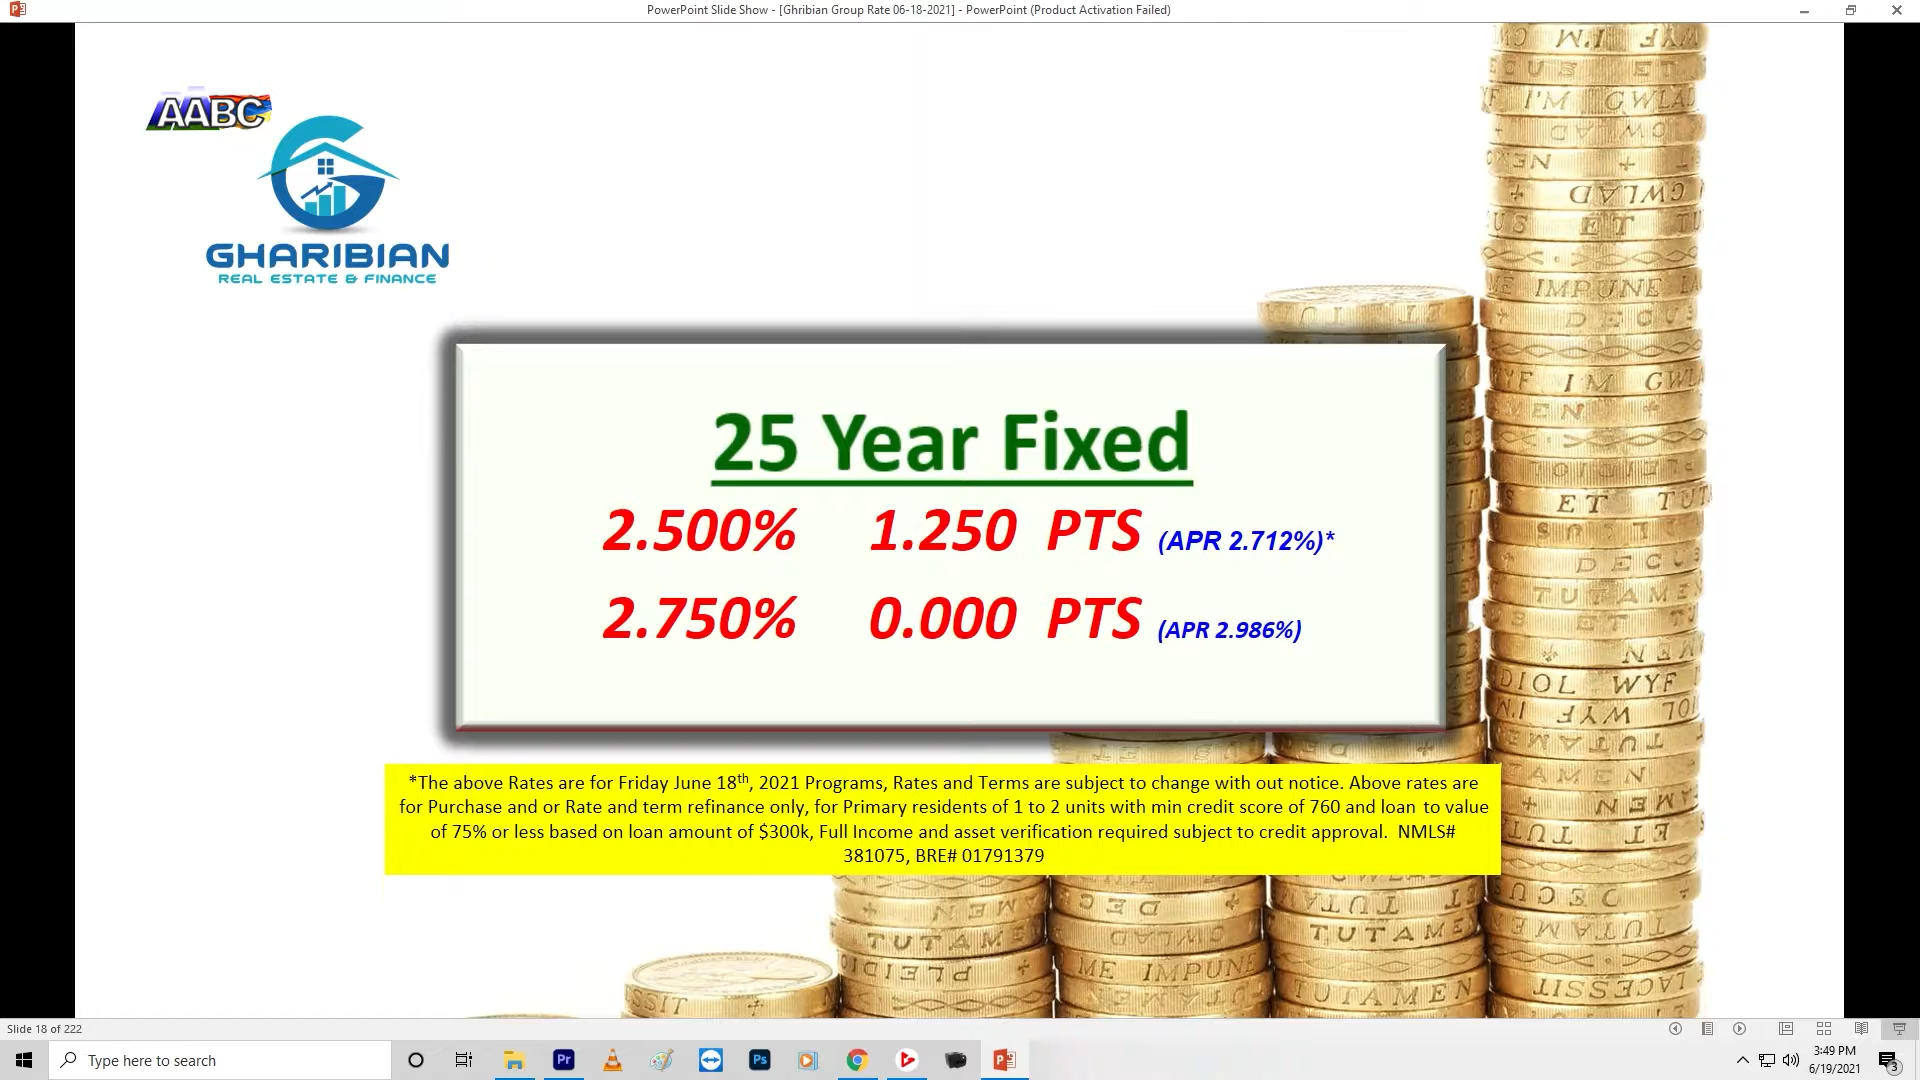 PowerPoint Slide Show - [Ghribian Group Rate 06-18-2021] - PowerPoint (Product Activation Failed)
AABC
GHARIBIAN
REAL ESTATE & FINANCE
25 Year Fixed
2.500% 1.250 PTS (APR 2.712%)*
2.750% 0.000 PTS (APR 2.986%)
*The above Rates are for Friday June 18th, 2021 Programs, Rates and Terms are subject to change with out notice. Above rates are
for Purchase and or Rate and term refinance only, for Primary residents of 1 to 2 units with min credit score of 760 and loan to value
of 75% or less based on loan amount of $300k, Full Income and asset verification required subject to credit approval. NMLS#
381075, BRE# 01791379
Slide 18 of 222
Type here to search
Pr
Ps
3:49 PM
6/19/2021
3